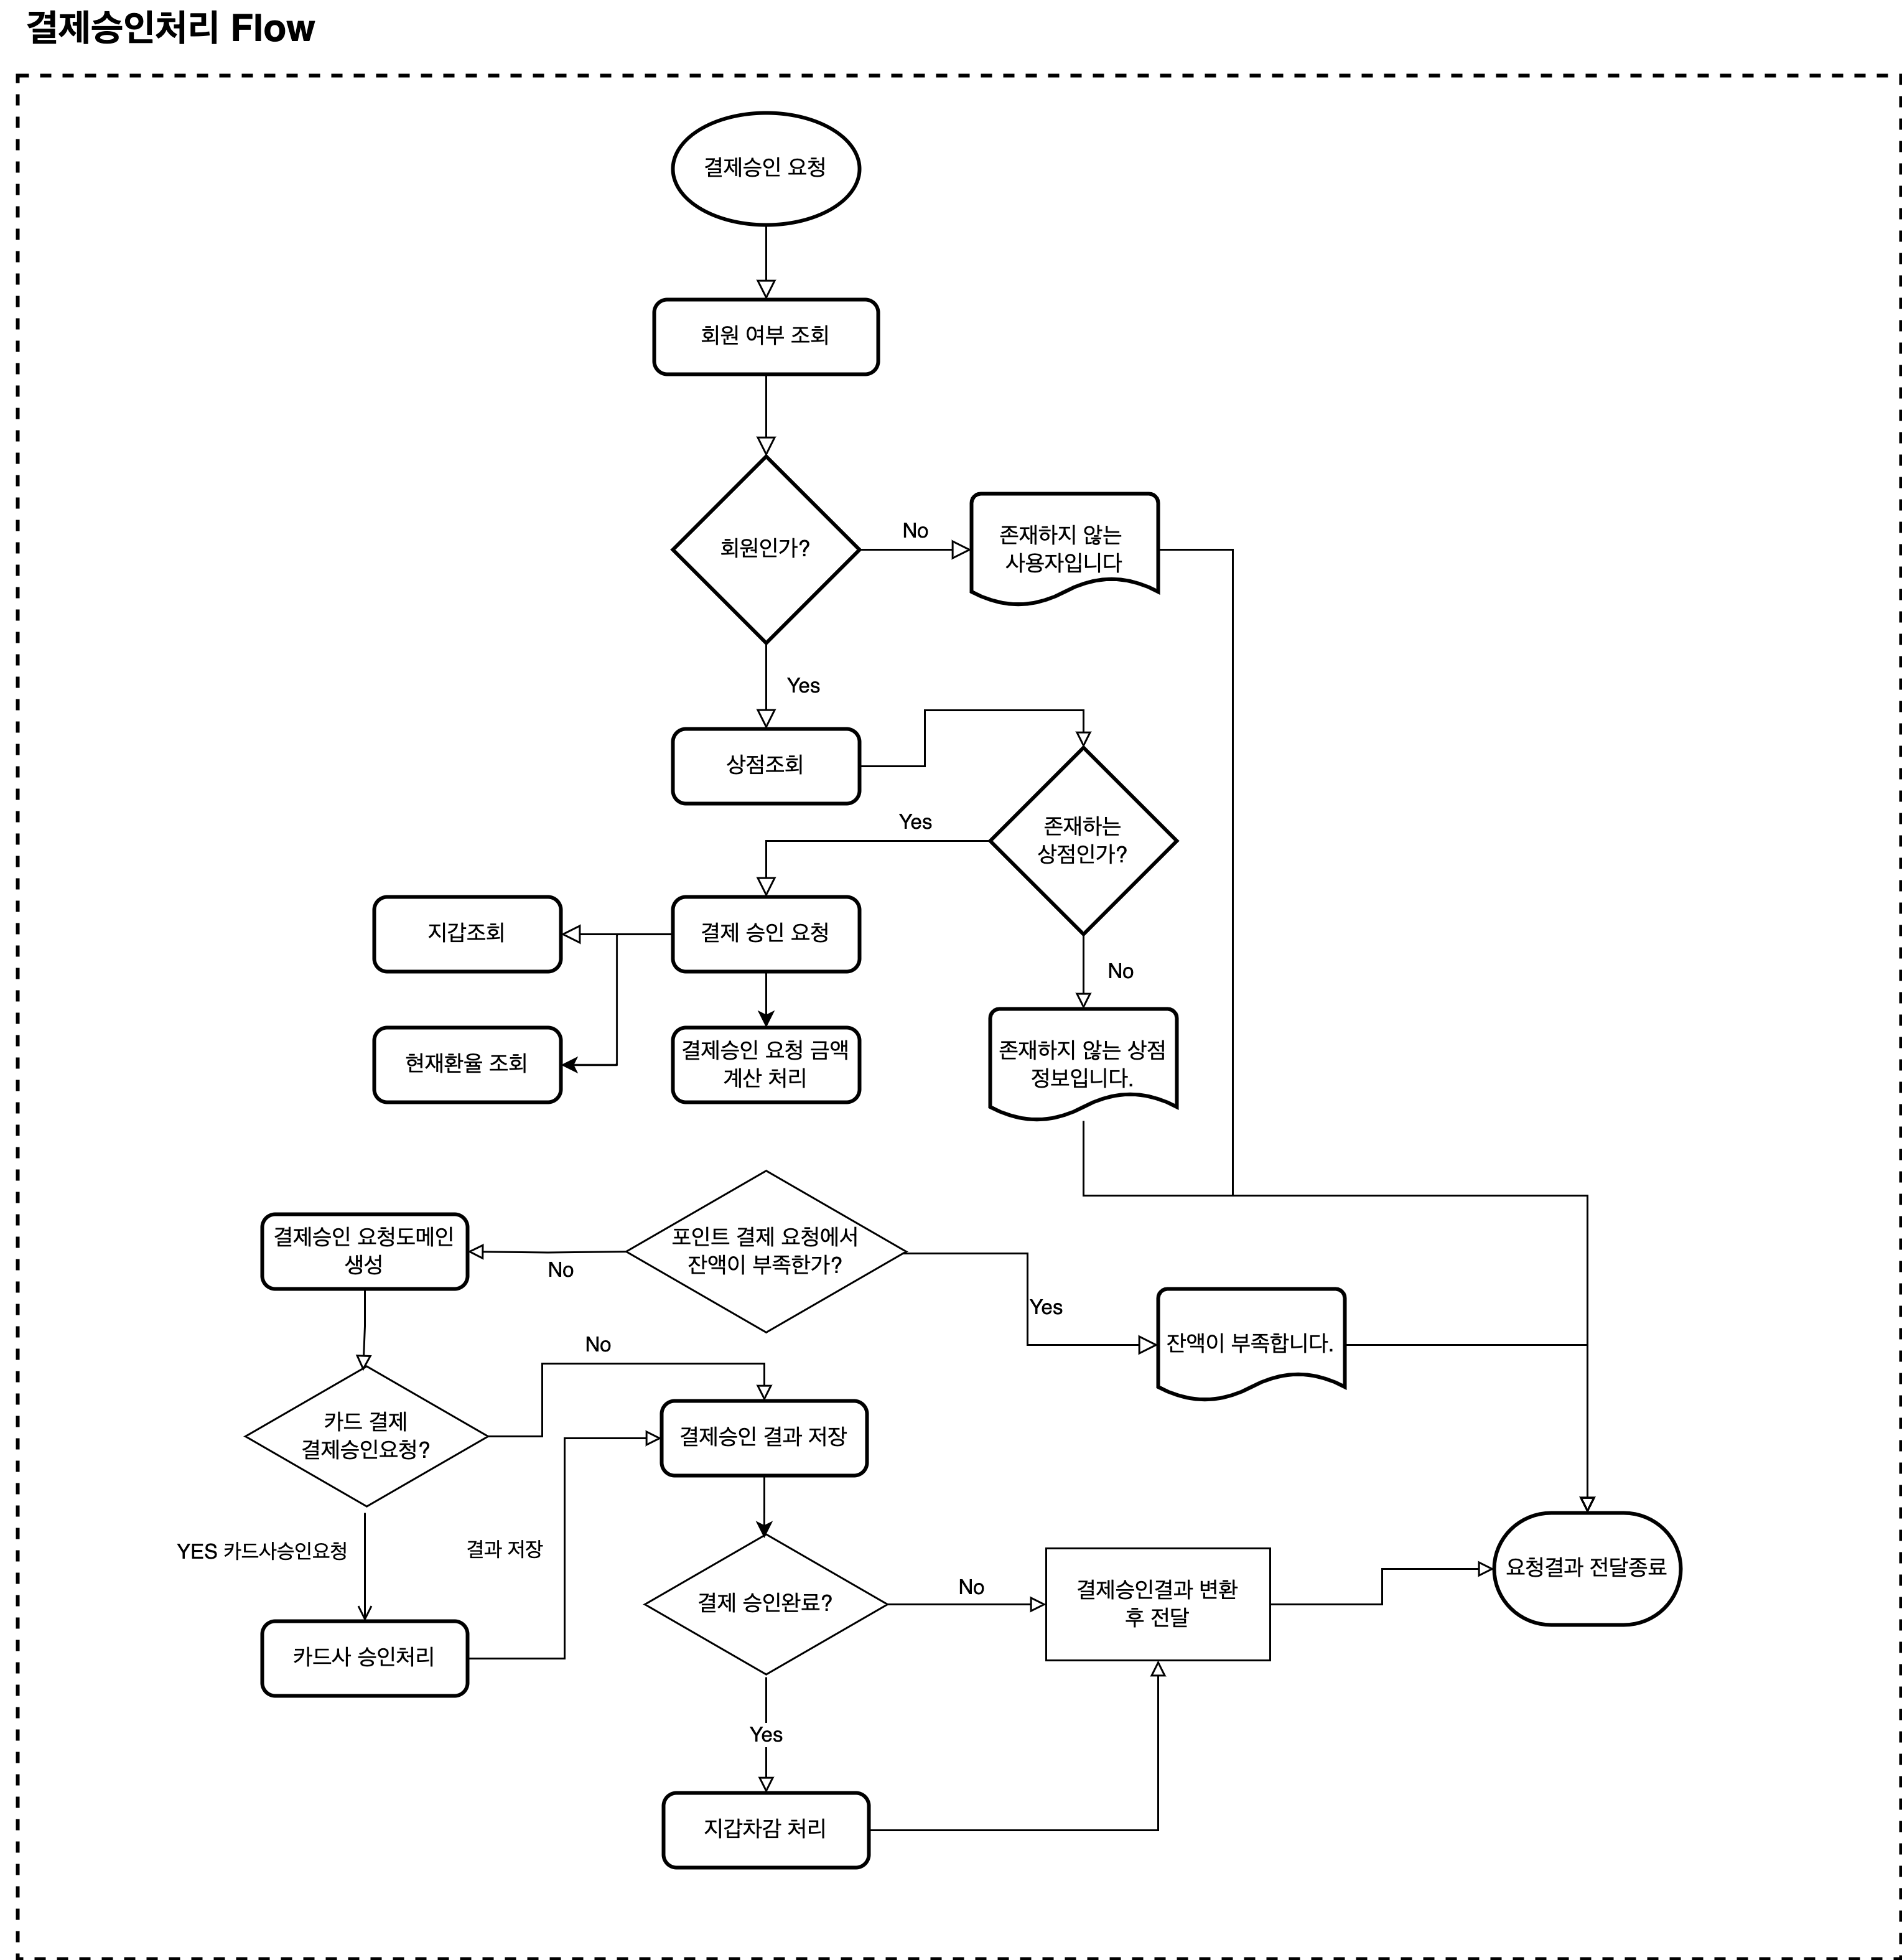 결제승인처리 Flow
결제승인 요청
회원 여부 조회
회원인가?
No
존재하지 않는
사용자입니다
Yes
상점조회
존재하는
상점인가?
Yes
지갑조회
결제 승인 요청
No
현재환율 조회
결제승인 요청 금액
계산 처리
존재하지 않는 상점
정보입니다.
결제승인 요청도메인
생성
No
포인트 결제 요청에서
잔액이 부족한가?
Yes
잔액이 부족합니다.
No
카드 결제
결제승인요청?
결제승인 결과 저장
YES 카드사승인요청
결과 저장
결제 승인완료?
No
결제승인결과 변환
후 전달
요청결과 전달종료
카드사 승인처리
Yes
지갑차감 처리